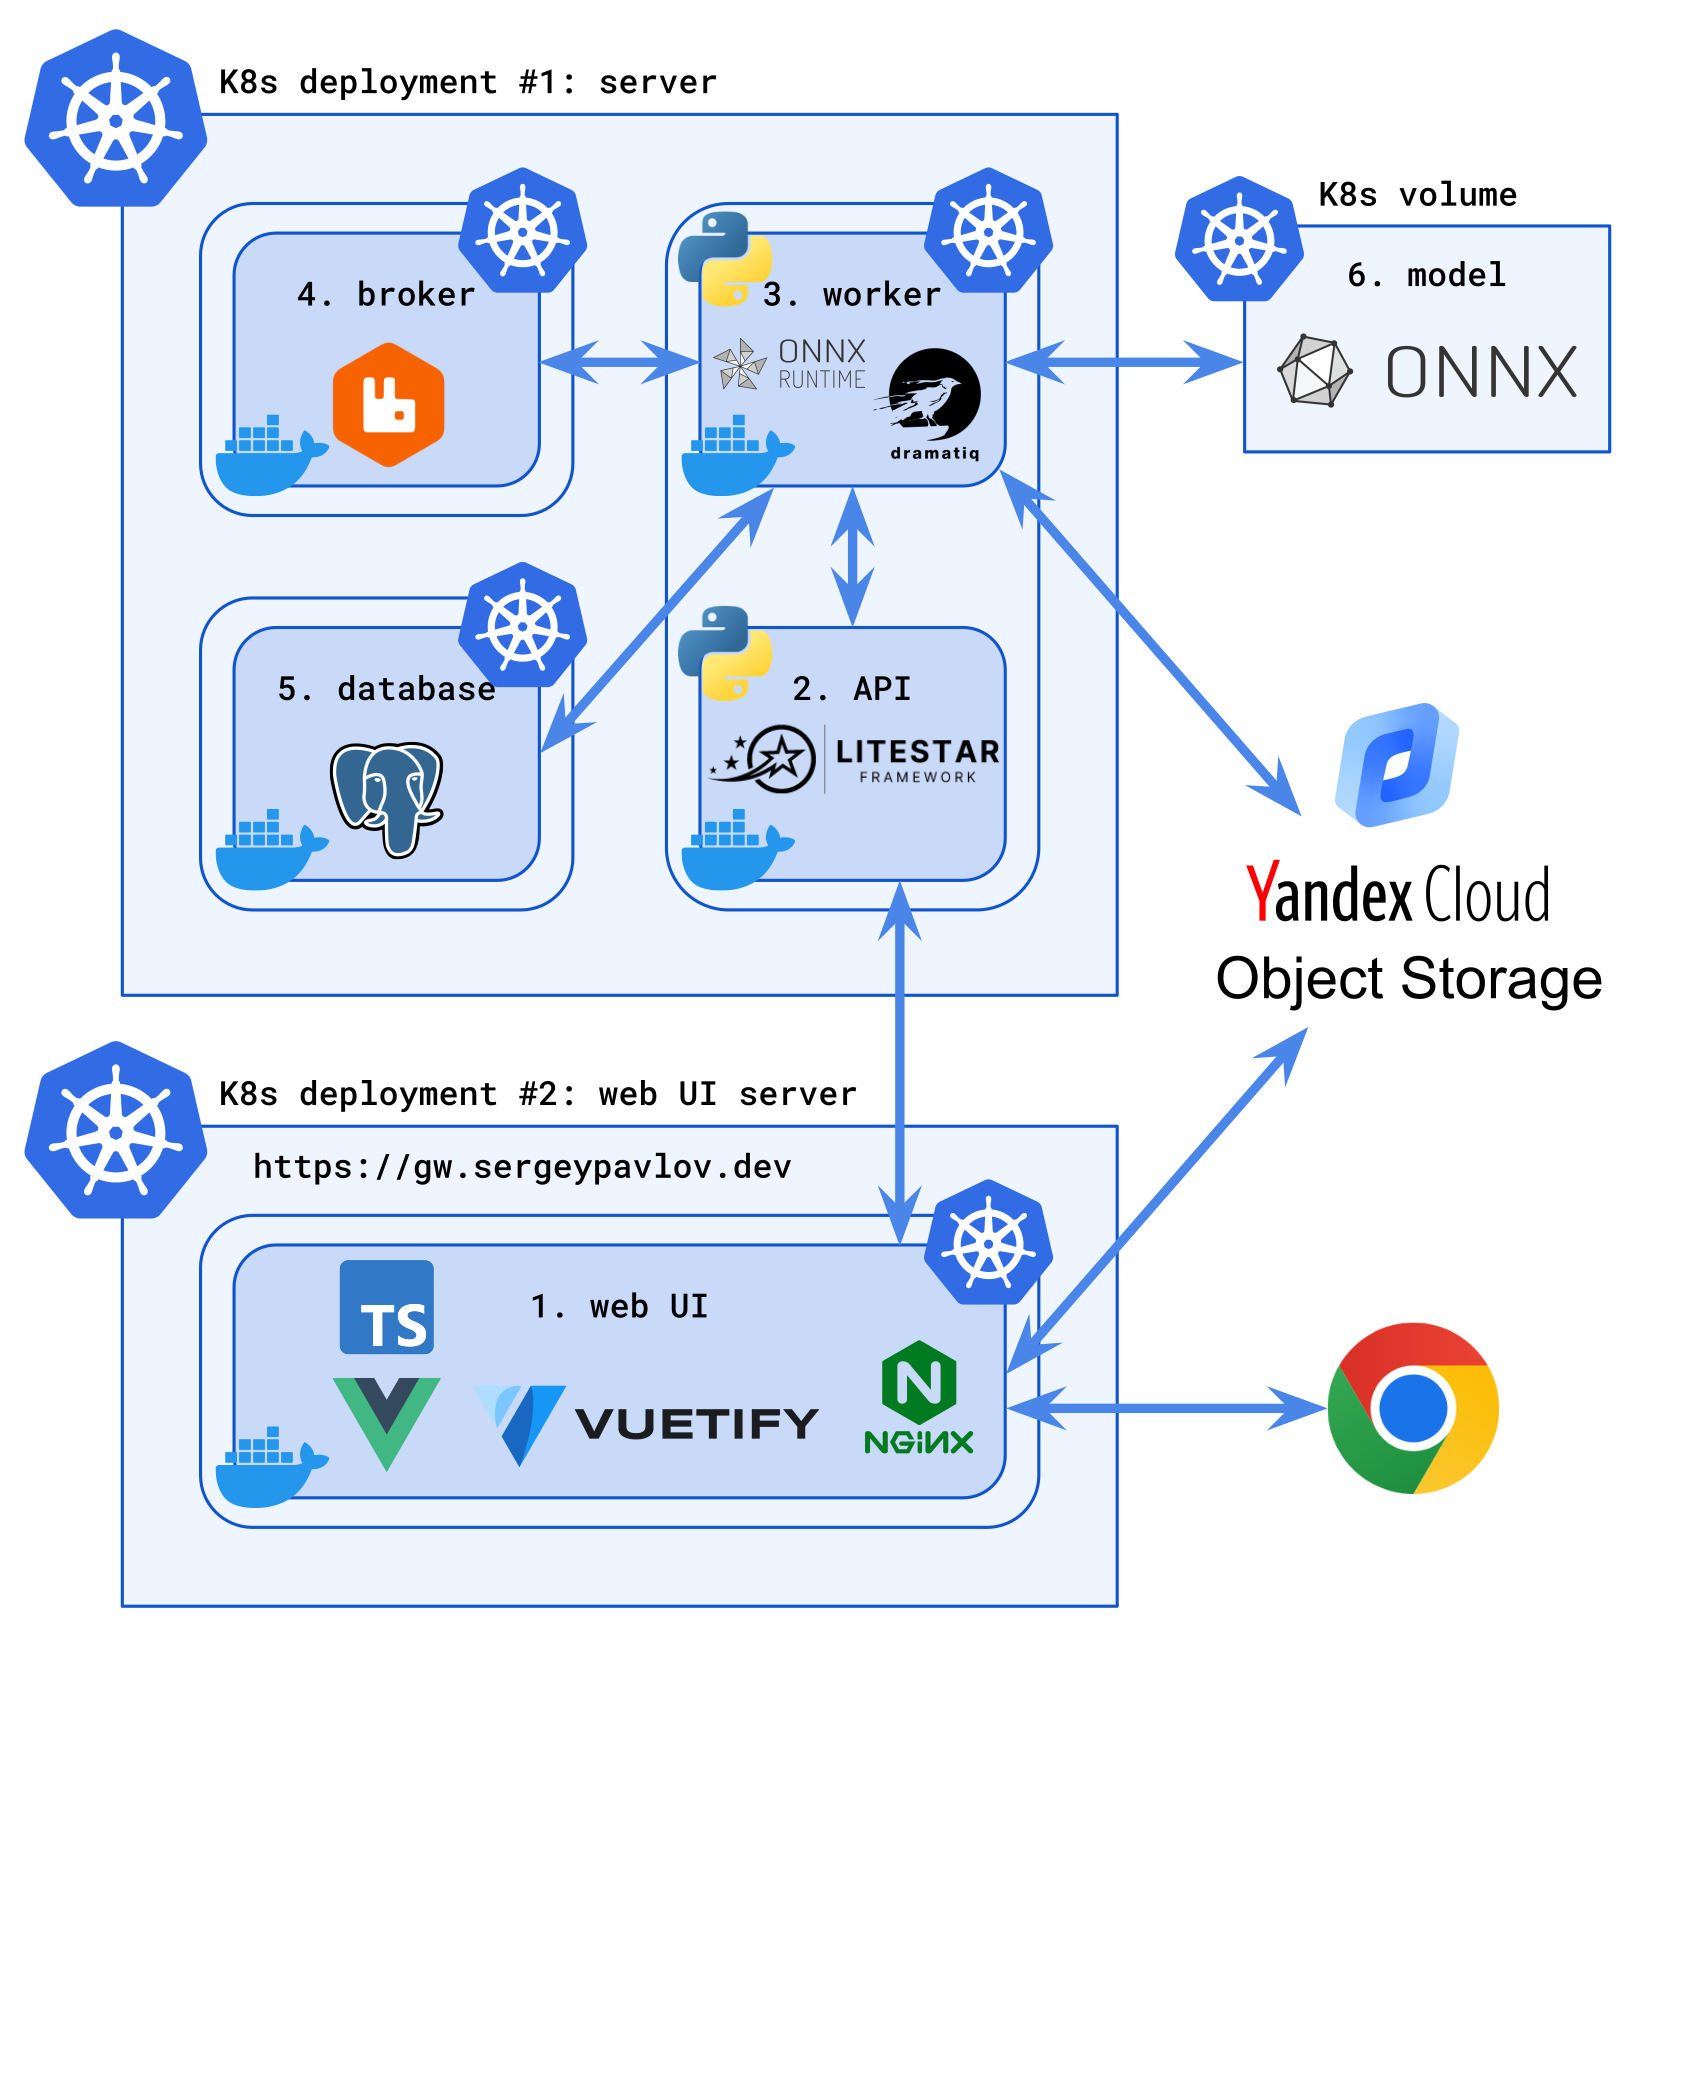 K8s deployment #1: server
K8s volume
4. broker
3. worker
6. model
ONNX
RUNTIME
dramatiq
ONNX
5. database
2. API
LITESTAR
FRAMEWORK
Yandex Cloud
Object Storage
K8s deployment #2: web UI server
https://gw.sergeypavlov.dev
TS
1. web UI
VUETIFY
N
NGINX